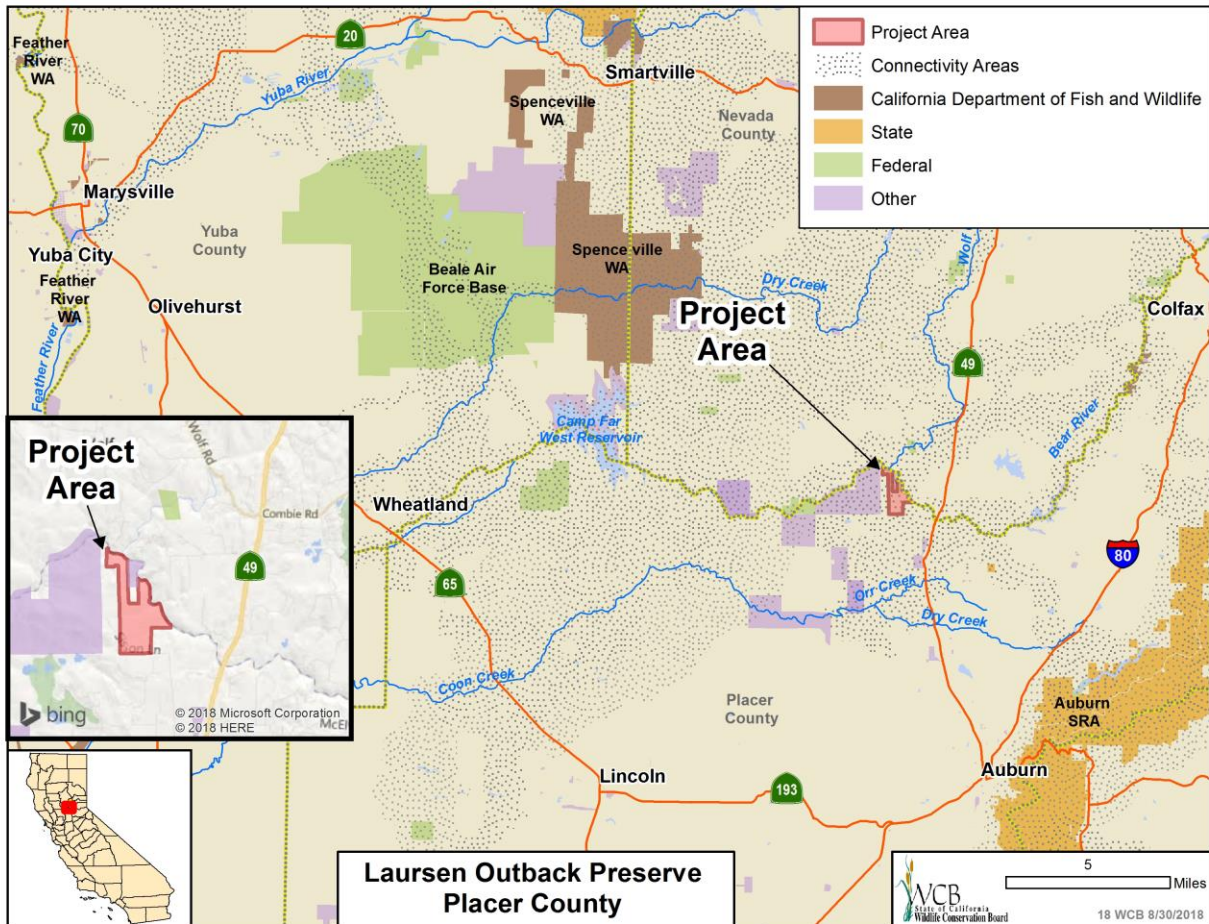 Feather
River
WA
20
Yuba River
Smartville
70
Spenceville
WA
Nevada
County
Marysville
Yuba
County
Yuba City
Feather
River
WA
Olivehurst
Beale Air
Force Base
Spenceville
WA
Dry Creek
Wolf
Colfax
Project
Area
49
Feather River
Bear River
Camp Far
West Reservoir
Wheatland
65
80
Orr Creek
Dry Creek
Coon Creek
Placer
County
Auburn
SRA
Lincoln
Auburn
193
Project Area
Connectivity Areas
California Department of Fish and Wildlife
State
Federal
Other
Project
Area
Wolf Rd
Combie Rd
49
bing
© 2018 Microsoft Corporation
© 2018 HERE
Laursen Outback Preserve
Placer County
WCB
State of California
Wildlife Conservation Board
5
Miles
18 WCB 8/30/2018